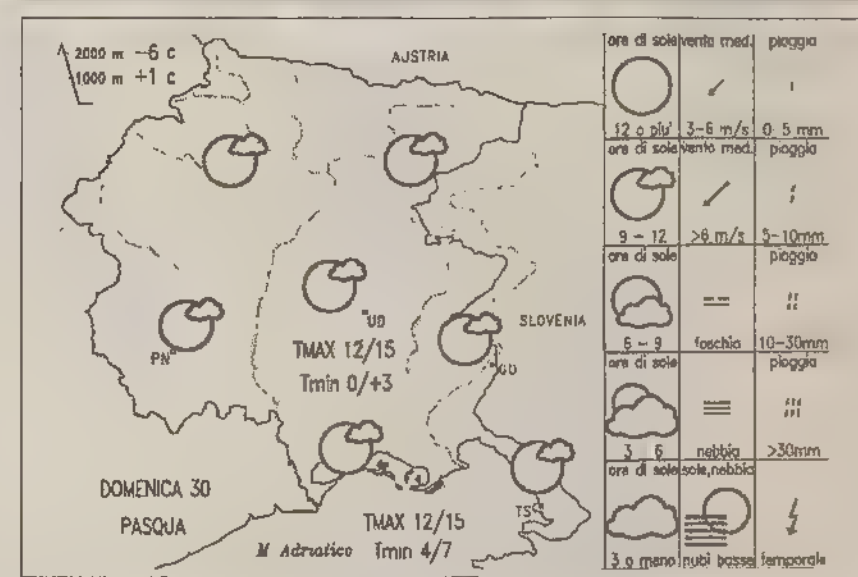 2000 m -6 c
1000 m +1 c
AUSTRIA
UD
PN
SLOVENIA
TMAX 12/15
Tmin 0/+3
GO
DOMENICA 30
PASQUA
TS
TMAX 12/15
M Adriatico Tmin 4/7
ore di sole vento med. pioggia
12 o piu' 3-6 m/s 0-5 mm
ore di sole vento med. pioggia
9 - 12 >6 m/s 5-10mm
ore di sole pioggia
6 - 9 foschia 10-30mm
ore di sole pioggia
3 - 6 nebbia >30mm
ore di sole sole,nebbia
3 o meno nubi basse temporale